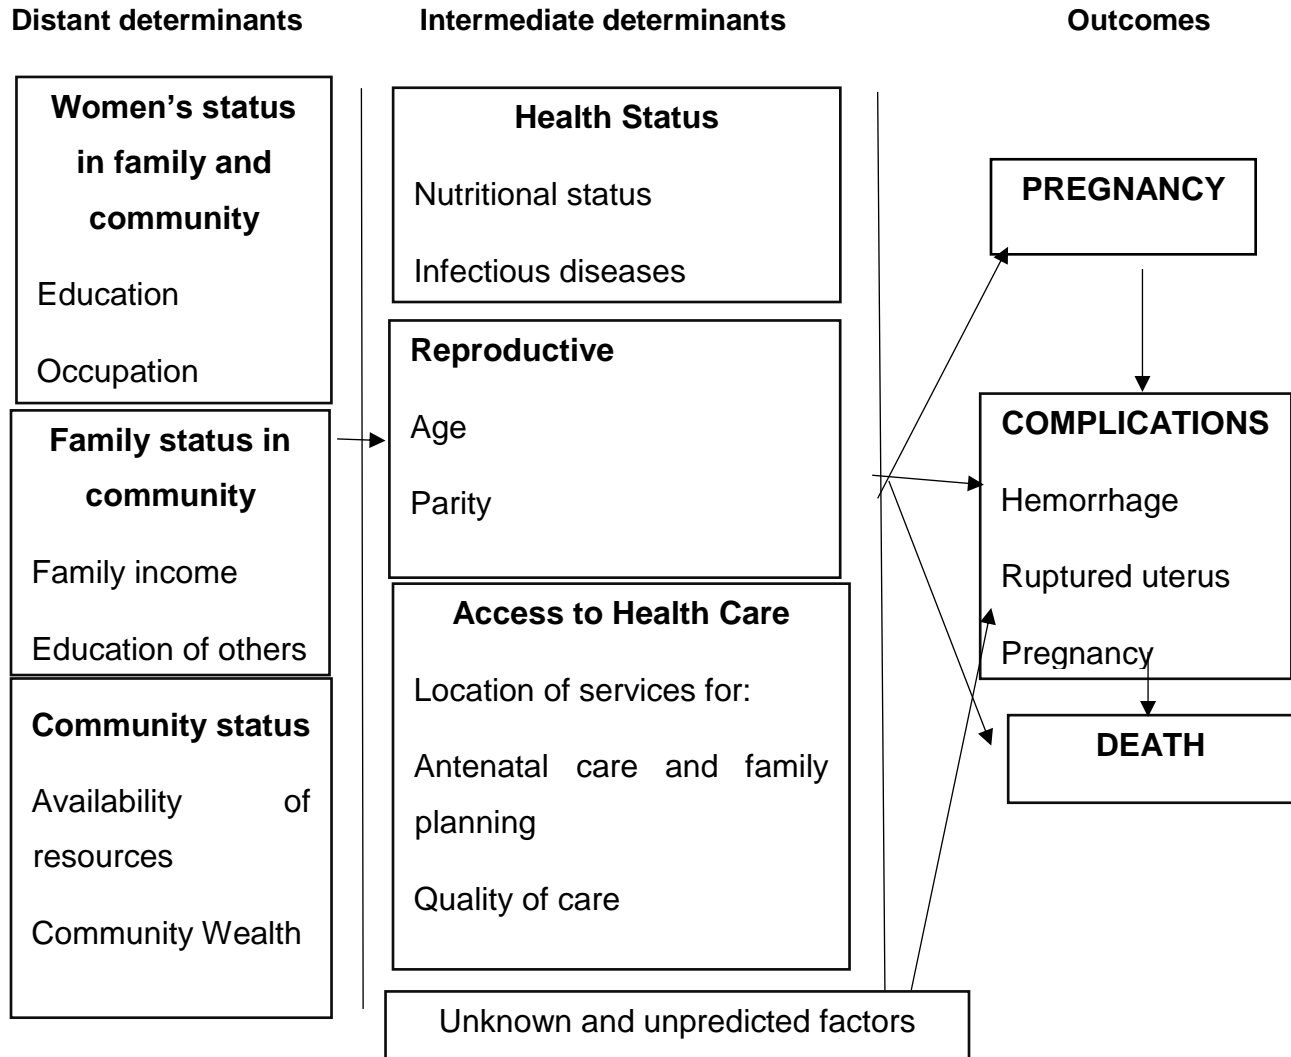 Distant determinants
Intermediate determinants
Outcomes
Women’s status
in family and
community
Education
Occupation
Family status in
community
Family income
Education of others
Community status
Availability of
resources
Community Wealth
Health Status
Nutritional status
Infectious diseases
Reproductive
Age
Parity
Access to Health Care
Location of services for:
Antenatal care and family
planning
Quality of care
Unknown and unpredicted factors
PREGNANCY
COMPLICATIONS
Hemorrhage
Ruptured uterus
Pregnancy
DEATH